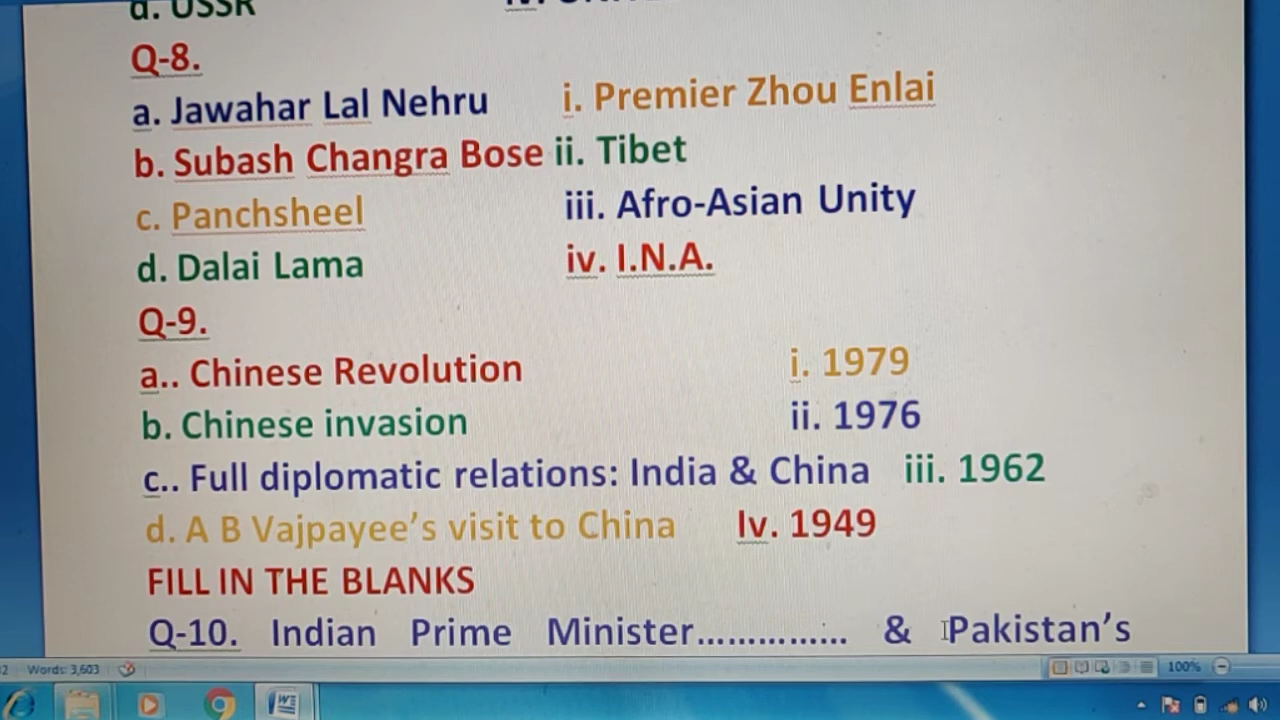 d. USSR
Q-8.
a. Jawahar Lal Nehru i. Premier Zhou Enlai
b. Subash Changra Bose ii. Tibet
c. Panchsheel iii. Afro-Asian Unity
d. Dalai Lama iv. I.N.A.
Q-9.
a.. Chinese Revolution i. 1979
b. Chinese invasion ii. 1976
c.. Full diplomatic relations: India & China iii. 1962
d. A B Vajpayee’s visit to China Iv. 1949
FILL IN THE BLANKS
Q-10. Indian Prime Minister............... & Pakistan’s
Words: 3,603 100%